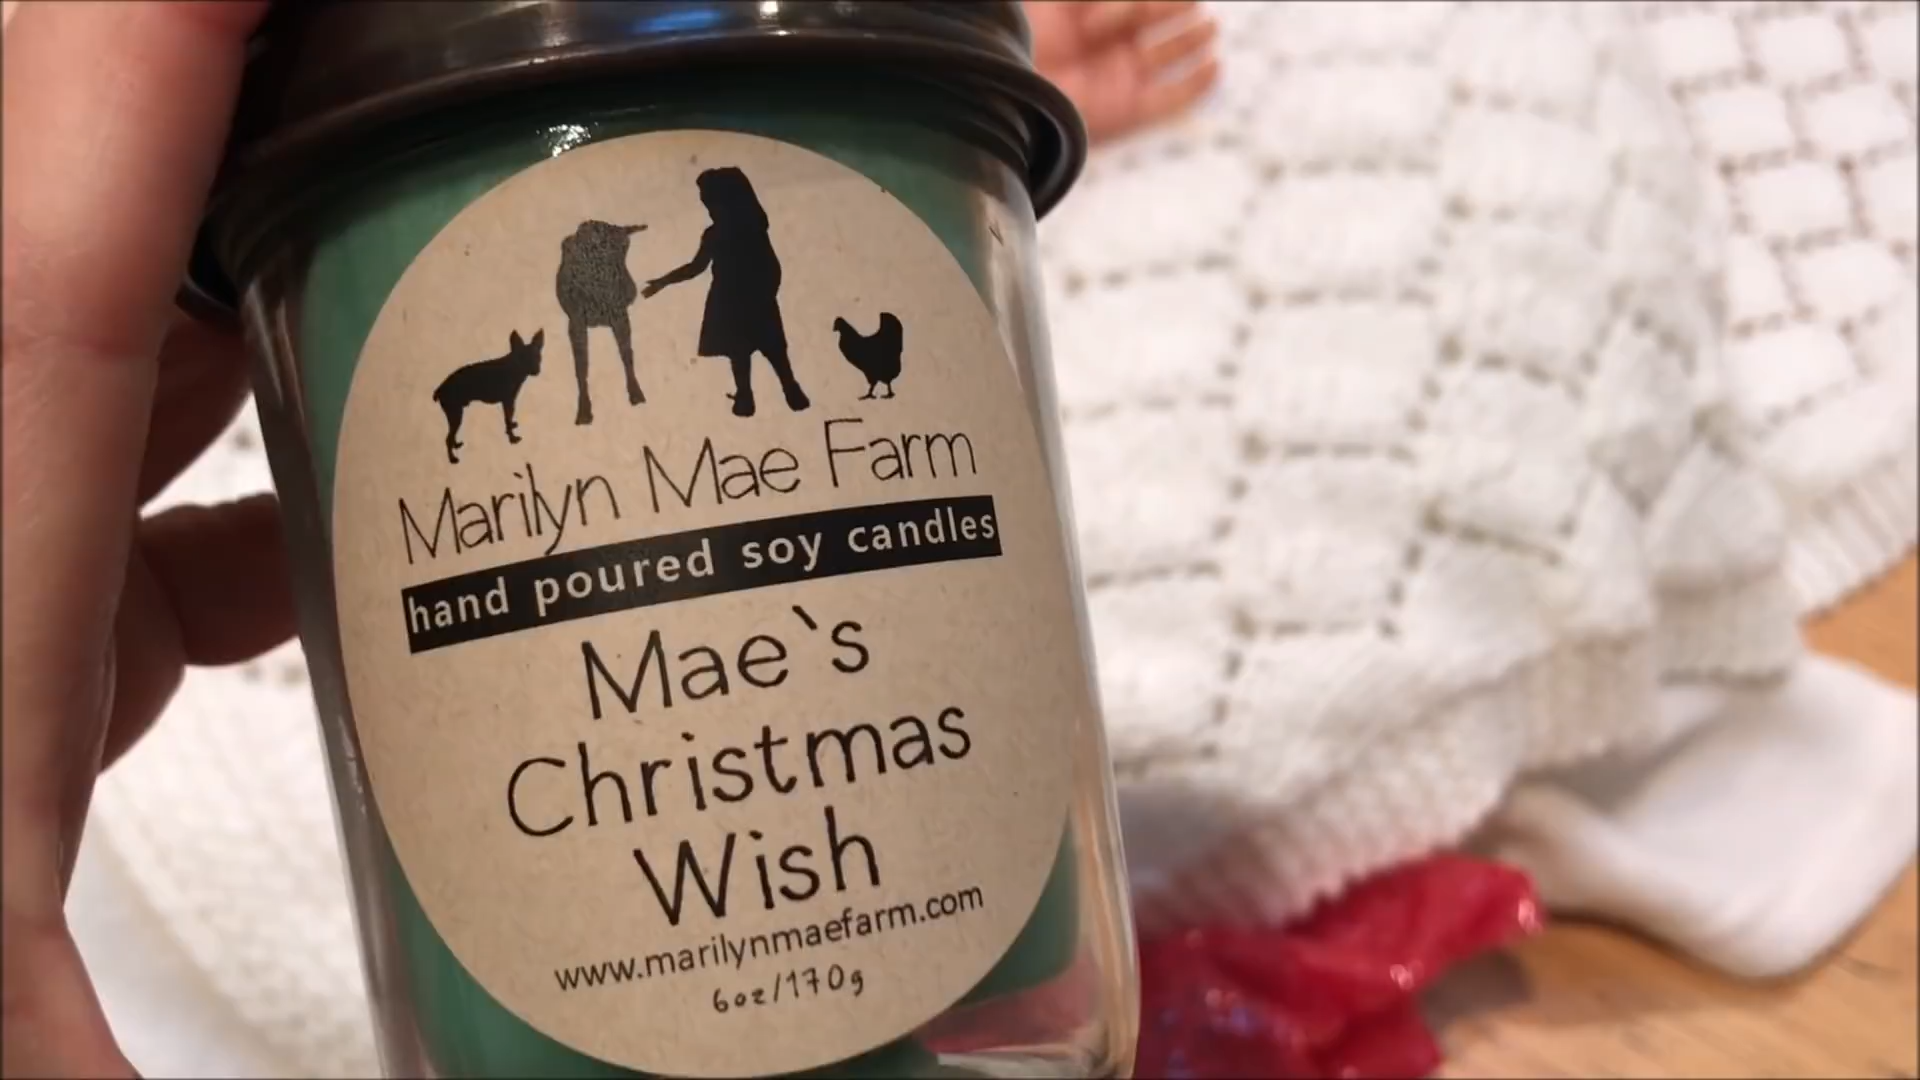 Marilyn Mae Farm
hand poured soy candles
Mae`s
Christmas
Wish
www.marilynmaefarm.com
6oz/170g